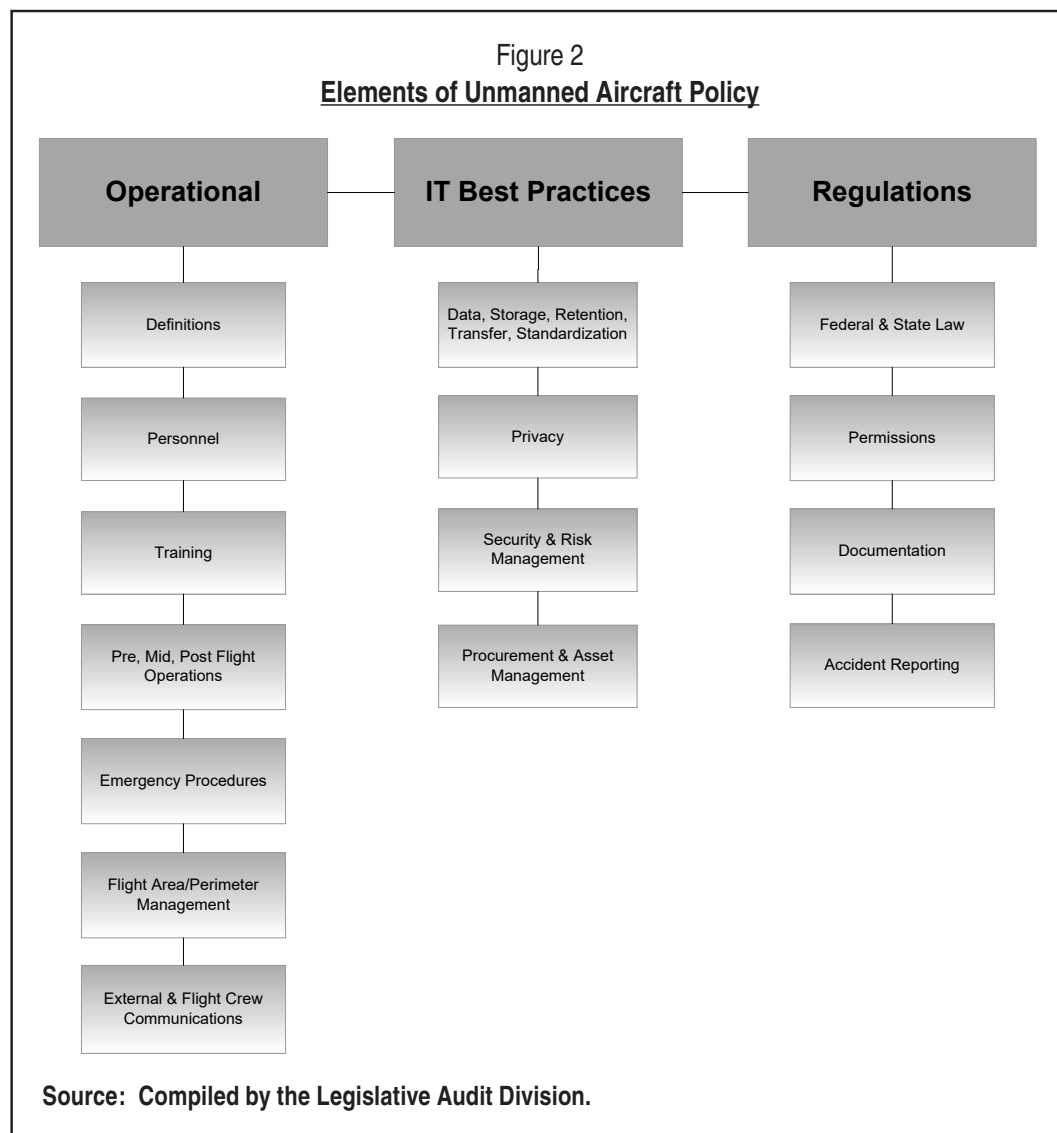 Figure 2
Elements of Unmanned Aircraft Policy
Operational
IT Best Practices
Regulations
Definitions
Personnel
Training
Pre, Mid, Post Flight
Operations
Emergency Procedures
Flight Area/Perimeter
Management
External & Flight Crew
Communications
Data, Storage, Retention,
Transfer, Standardization
Privacy
Security & Risk
Management
Procurement & Asset
Management
Federal & State Law
Permissions
Documentation
Accident Reporting
Source: Compiled by the Legislative Audit Division.